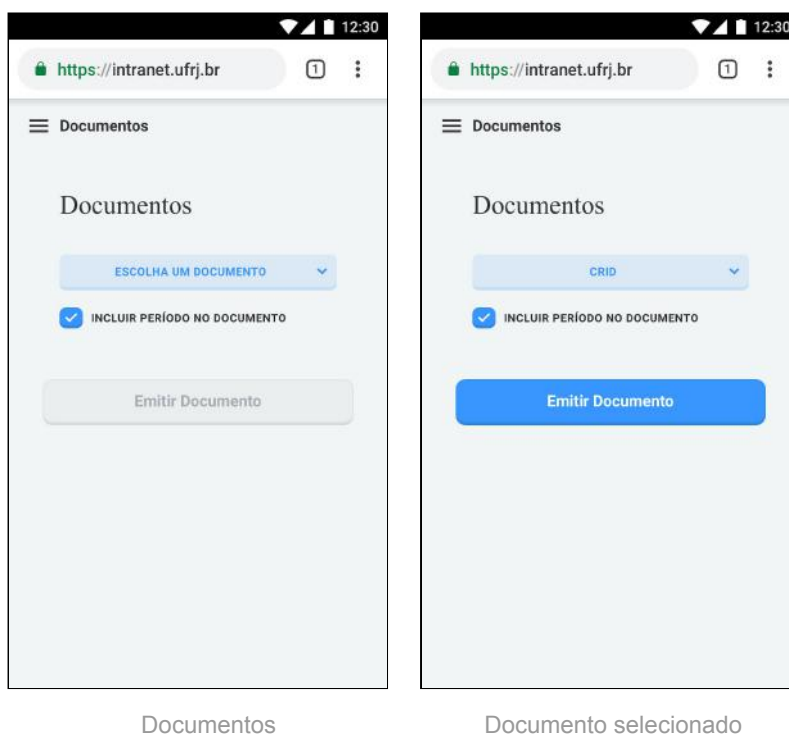 12:30
https://intranet.ufrj.br
1
Documentos
Documentos
ESCOLHA UM DOCUMENTO
INCLUIR PERÍODO NO DOCUMENTO
Emitir Documento
Documentos
12:30
https://intranet.ufrj.br
1
Documentos
Documentos
CRID
INCLUIR PERÍODO NO DOCUMENTO
Emitir Documento
Documento selecionado